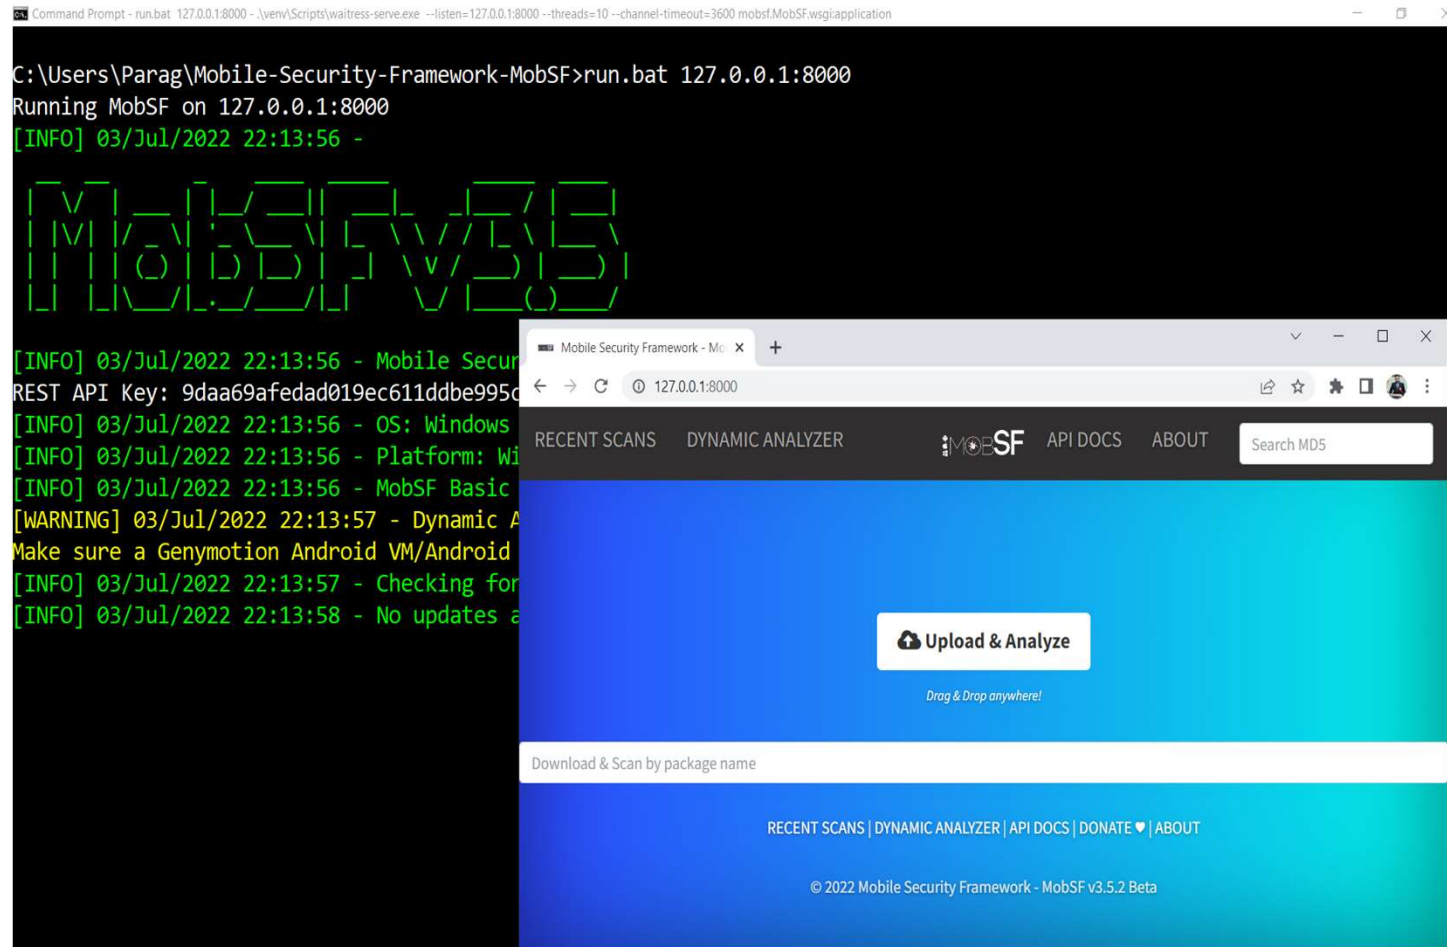 Command Prompt - run.bat 127.0.0.1:8000 - .\venv\Scripts\waitress-serve.exe --listen=127.0.0.1:8000 --threads=10 --channel-timeout=3600 mobsf.MobSF.wsgi:application
C:\Users\Parag\Mobile-Security-Framework-MobSF>run.bat 127.0.0.1:8000
Running MobSF on 127.0.0.1:8000
[INFO] 03/Jul/2022 22:13:56 -
MobSFv3.5
[INFO] 03/Jul/2022 22:13:56 - Mobile Secur
REST API Key: 9daa69afedad019ec611ddbe995c
[INFO] 03/Jul/2022 22:13:56 - OS: Windows
[INFO] 03/Jul/2022 22:13:56 - Platform: Wi
[INFO] 03/Jul/2022 22:13:56 - MobSF Basic
[WARNING] 03/Jul/2022 22:13:57 - Dynamic A
Make sure a Genymotion Android VM/Android
[INFO] 03/Jul/2022 22:13:57 - Checking for
[INFO] 03/Jul/2022 22:13:58 - No updates a
Mobile Security Framework - Mo
127.0.0.1:8000
RECENT SCANS DYNAMIC ANALYZER MOBSF API DOCS ABOUT Search MD5
Upload & Analyze
Drag & Drop anywhere!
Download & Scan by package name
RECENT SCANS | DYNAMIC ANALYZER | API DOCS | DONATE ♥ | ABOUT
© 2022 Mobile Security Framework - MobSF v3.5.2 Beta